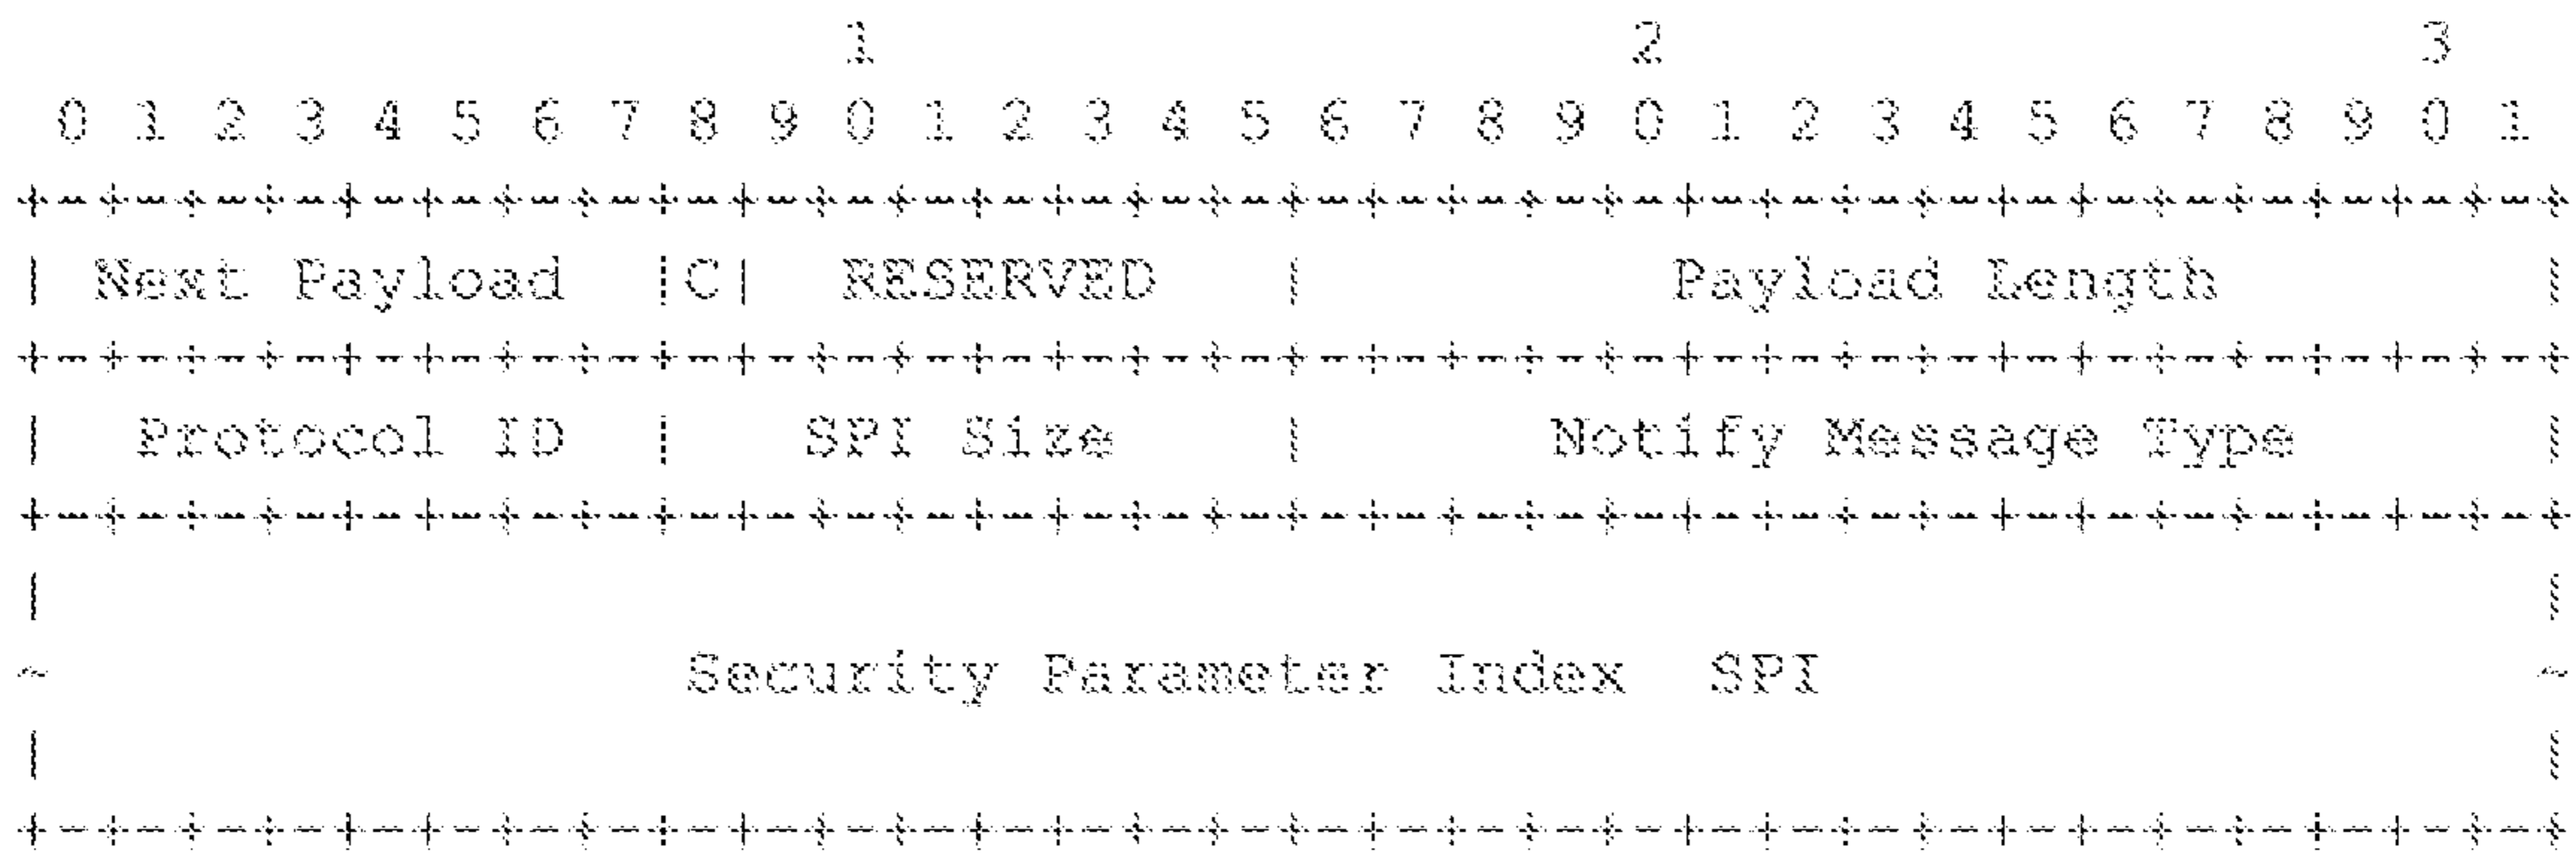 1 2 3
0 1 2 3 4 5 6 7 8 9 0 1 2 3 4 5 6 7 8 9 0 1 2 3 4 5 6 7 8 9 0 1
+-+-+-+-+-+-+-+-+-+-+-+-+-+-+-+-+-+-+-+-+-+-+-+-+-+-+-+-+-+-+-+-+
| Next Payload |C| RESERVED | Payload Length |
+-+-+-+-+-+-+-+-+-+-+-+-+-+-+-+-+-+-+-+-+-+-+-+-+-+-+-+-+-+-+-+-+
| Protocol ID | SPI Size | Notify Message Type |
+-+-+-+-+-+-+-+-+-+-+-+-+-+-+-+-+-+-+-+-+-+-+-+-+-+-+-+-+-+-+-+-+
| |
~ Security Parameter Index SPI ~
| |
+-+-+-+-+-+-+-+-+-+-+-+-+-+-+-+-+-+-+-+-+-+-+-+-+-+-+-+-+-+-+-+-+